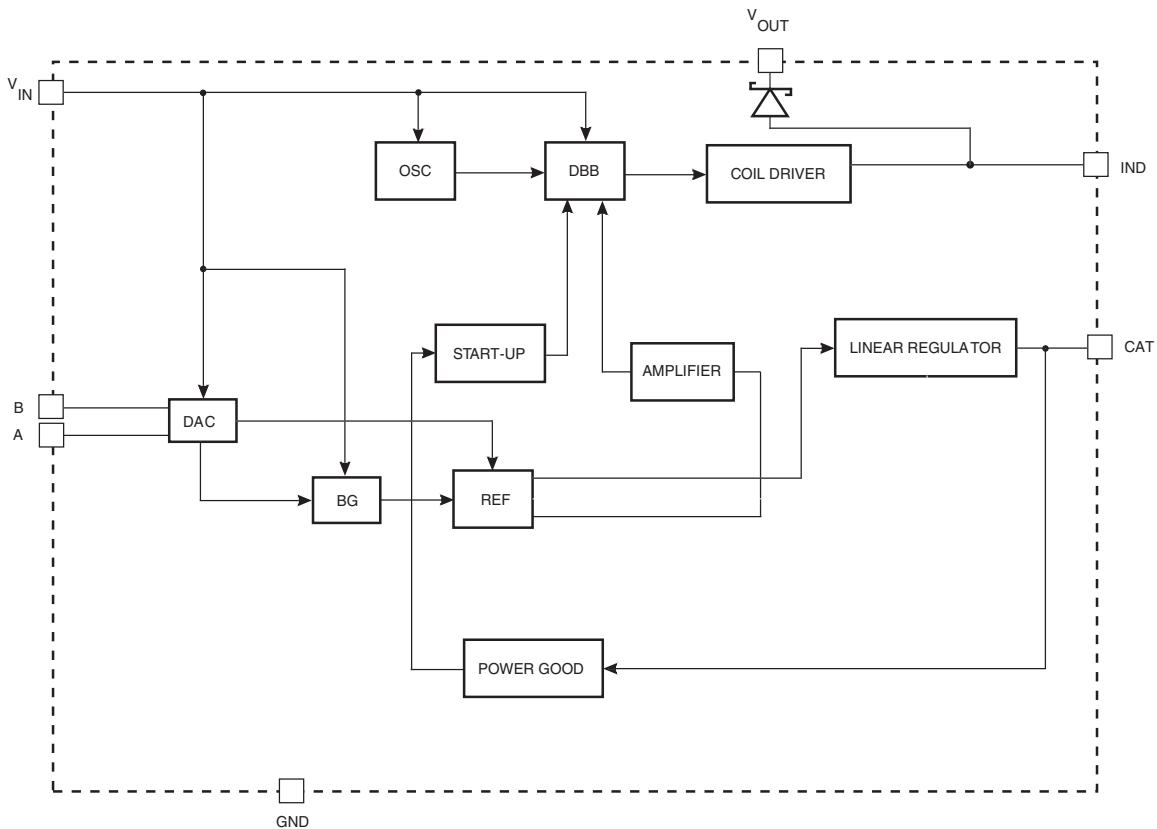 VOUT
VIN
OSC
DBB
COIL DRIVER
IND
START-UP
AMPLIFIER
LINEAR REGULATOR
CAT
B
A
DAC
BG
REF
POWER GOOD
GND